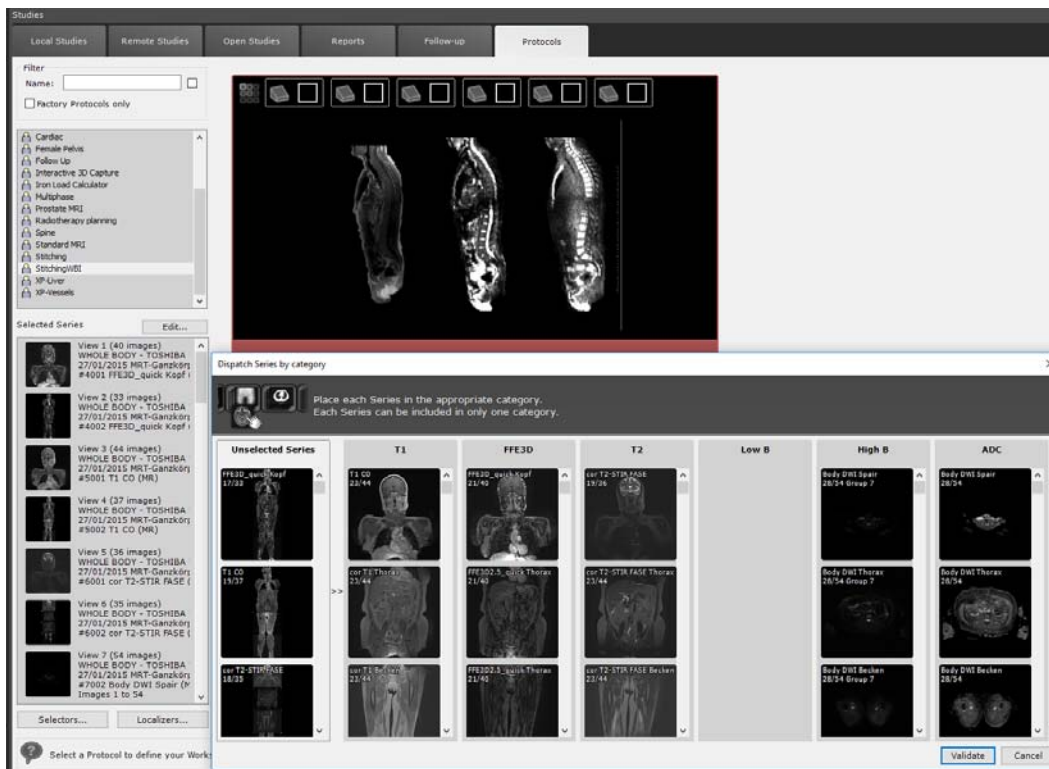 Studies
Local Studies
Remote Studies
Open Studies
Reports
Follow-up
Protocols
Filter
Name:
Factory Protocols only
Cardiac
Female Pelvis
Follow Up
Interactive 3D Capture
Iron Load Calculator
Multiphase
Prostate MRI
Radiotherapy planning
Spine
Standard MRI
Stitching
StitchingWBI
XP-Liver
XP-Vessels
Selected Series
Edit...
View 1 (40 images)
WHOLE BODY - TOSHIBA
27/01/2015 MRT-Ganzkörp
#4001 FFE3D_quick Kopf (
View 2 (33 images)
WHOLE BODY - TOSHIBA
27/01/2015 MRT-Ganzkörp
#4002 FFE3D_quick Kopf (
View 3 (44 images)
WHOLE BODY - TOSHIBA
27/01/2015 MRT-Ganzkörp
#5001 T1 CO (MR)
View 4 (37 images)
WHOLE BODY - TOSHIBA
27/01/2015 MRT-Ganzkörp
#5002 T1 CO (MR)
View 5 (36 images)
WHOLE BODY - TOSHIBA
27/01/2015 MRT-Ganzkörp
#6001 cor T2-STIR FASE (
View 6 (35 images)
WHOLE BODY - TOSHIBA
27/01/2015 MRT-Ganzkörp
#6002 cor T2-STIR FASE (
View 7 (54 images)
WHOLE BODY - TOSHIBA
27/01/2015 MRT-Ganzkörp
#7002 Body DWI Spair (M
Images 1 to 54
Selectors...
Localizers...
Select a Protocol to define your Work
Dispatch Series by category
Place each Series in the appropriate category.
Each Series can be included in only one category.
Unselected Series
FFE3D_quick Kopf
17/33
T1 CO
19/37
cor T2-STIR FASE
18/35
>>
T1
T1 CO
23/44
cor T1 Thorax
23/44
cor T1 Becken
23/44
FFE3D
FFE3D_quick Kopf
21/40
FFE3D2.5_quick Thorax
21/40
FFE3D2.5_quick Thorax
21/40
T2
cor T2-STIR FASE
19/36
cor T2-STIR FASE Thorax
23/44
cor T2-STIR FASE Becken
23/44
Low B
High B
Body DWI Spair
28/54 Group 7
Body DWI Thorax
28/54 Group 7
Body DWI Becken
28/54 Group 7
ADC
Body DWI Spair
28/54
Body DWI Thorax
28/54
Body DWI Becken
28/54
Validate
Cancel